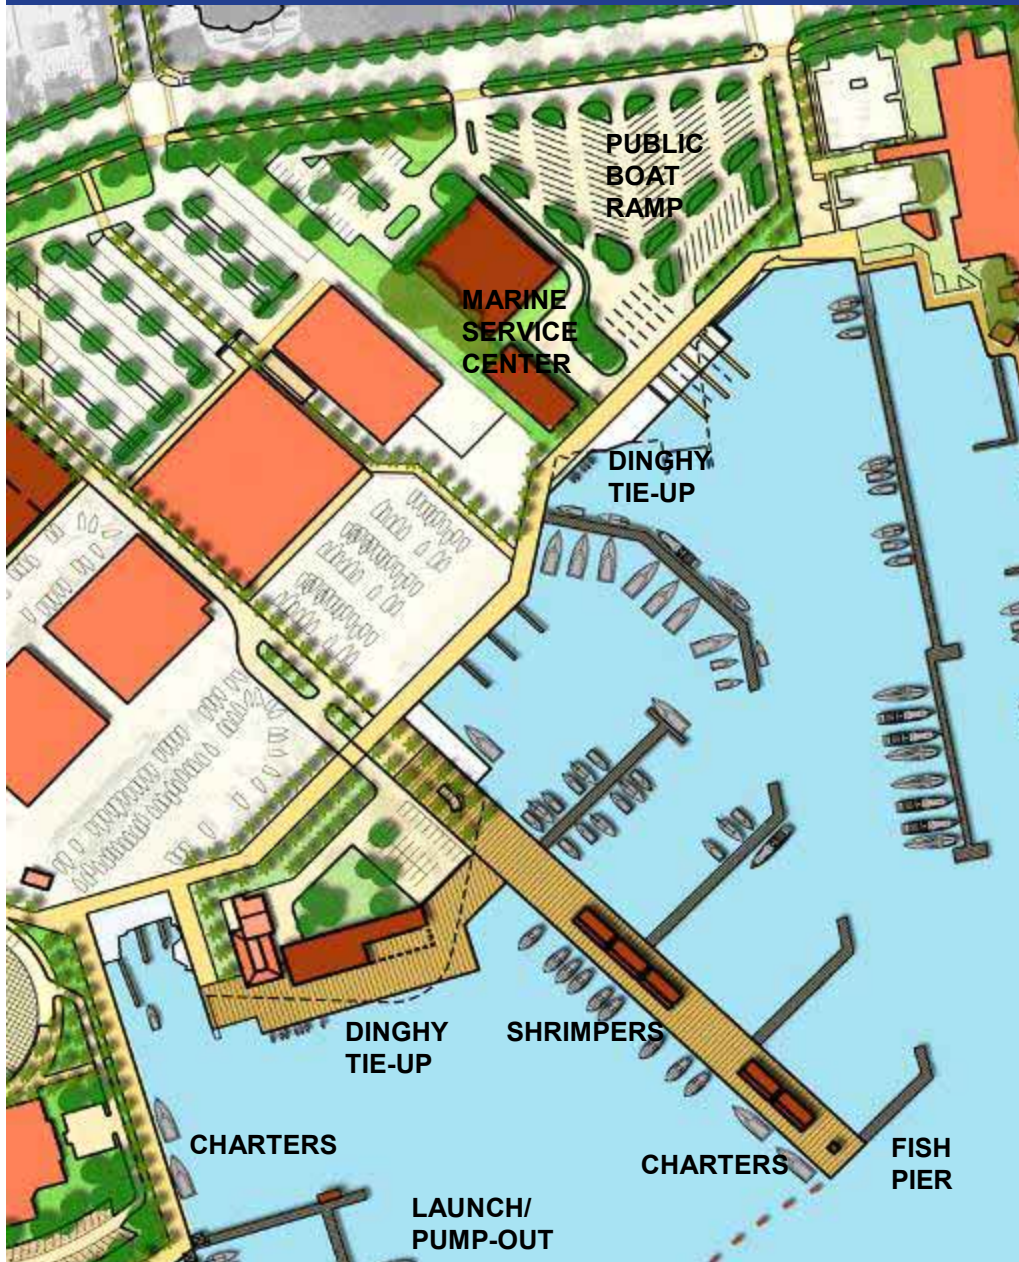 PUBLIC
BOAT
RAMP
MARINE
SERVICE
CENTER
DINGHY
TIE-UP
DINGHY
TIE-UP
SHRIMPERS
CHARTERS
CHARTERS
FISH
PIER
LAUNCH/
PUMP-OUT